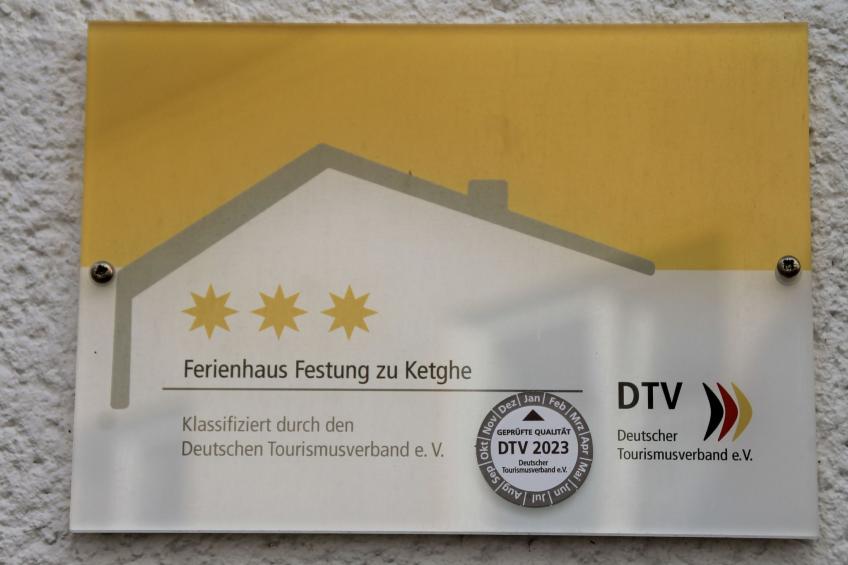 Ferienhaus Festung zu Ketghe
Klassifiziert durch den
Deutschen Tourismusverband e. V.
Jan Feb Mrz Apr Mai Jun Jul Aug Sep Okt Nov Dez
GEPRÜFTE QUALITÄT
DTV 2023
Deutscher
Tourismusverband e.V.
DTV
Deutscher
Tourismusverband e.V.